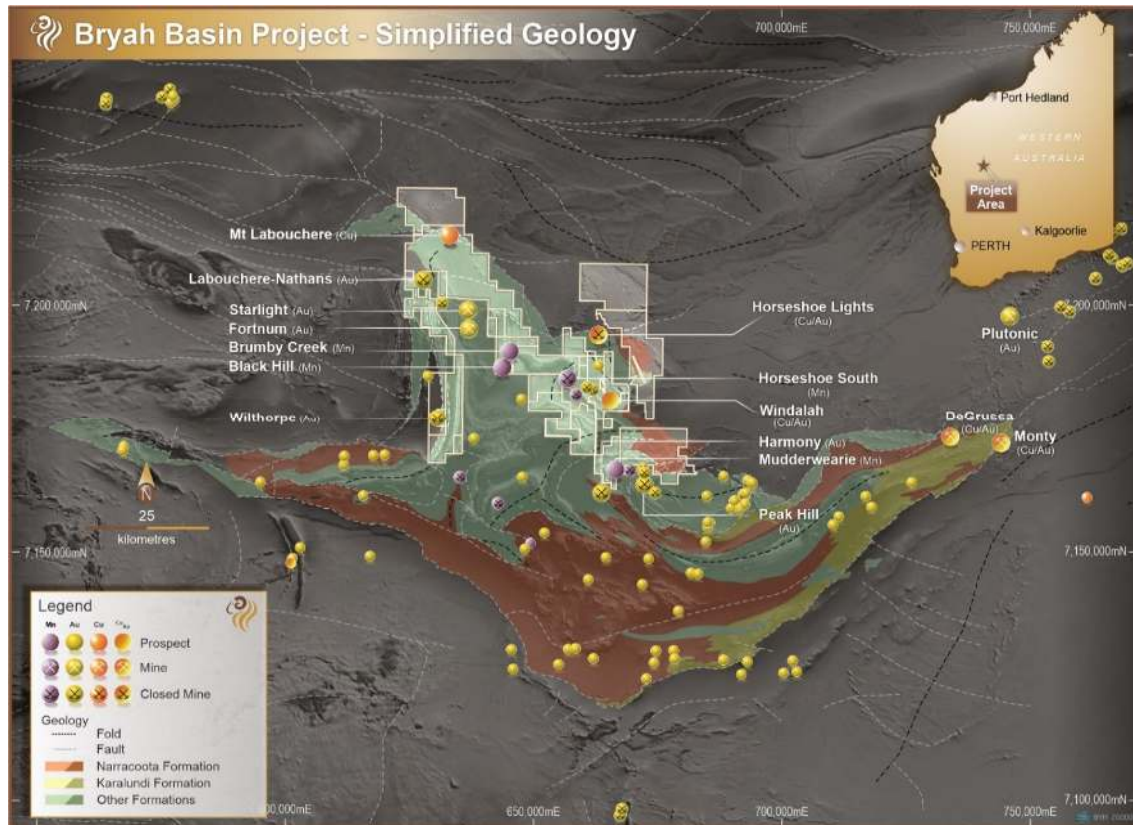 Bryah Basin Project - Simplified Geology
700,000mE
750,000mE
Port Hedland
WESTERN
AUSTRALIA
Project
Area
Kalgoorlie
PERTH
Mt Labouchere (Cu)
Labouchere-Nathans (Au)
7,200,000mN
Starlight (Au)
Fortnum (Au)
Brumby Creek (Mn)
Black Hill (Mn)
Wilthorpe (Au)
Horseshoe Lights
(Cu/Au)
7,200,000mN
Plutonic
(Au)
Horseshoe South
(Mn)
Windalah
(Cu/Au)
DeGrussa
(Cu/Au)
Monty
(Cu/Au)
Harmony (Au)
Mudderwearie (Mn)
Peak Hill
(Au)
N
25
kilometres
7,150,000mN
7,150,000mN
Legend
Mn Au Cu Cu/Au
Prospect
Mine
Closed Mine
Geology
Fold
Fault
Narracoota Formation
Karalundi Formation
Other Formations
650,000mE
700,000mE
750,000mE
7,100,000mN